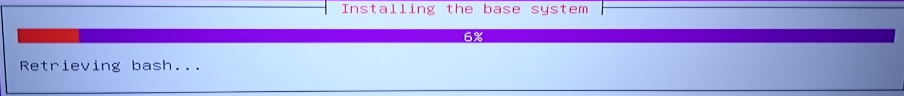 Installing the base system
6%
Retrieving bash...